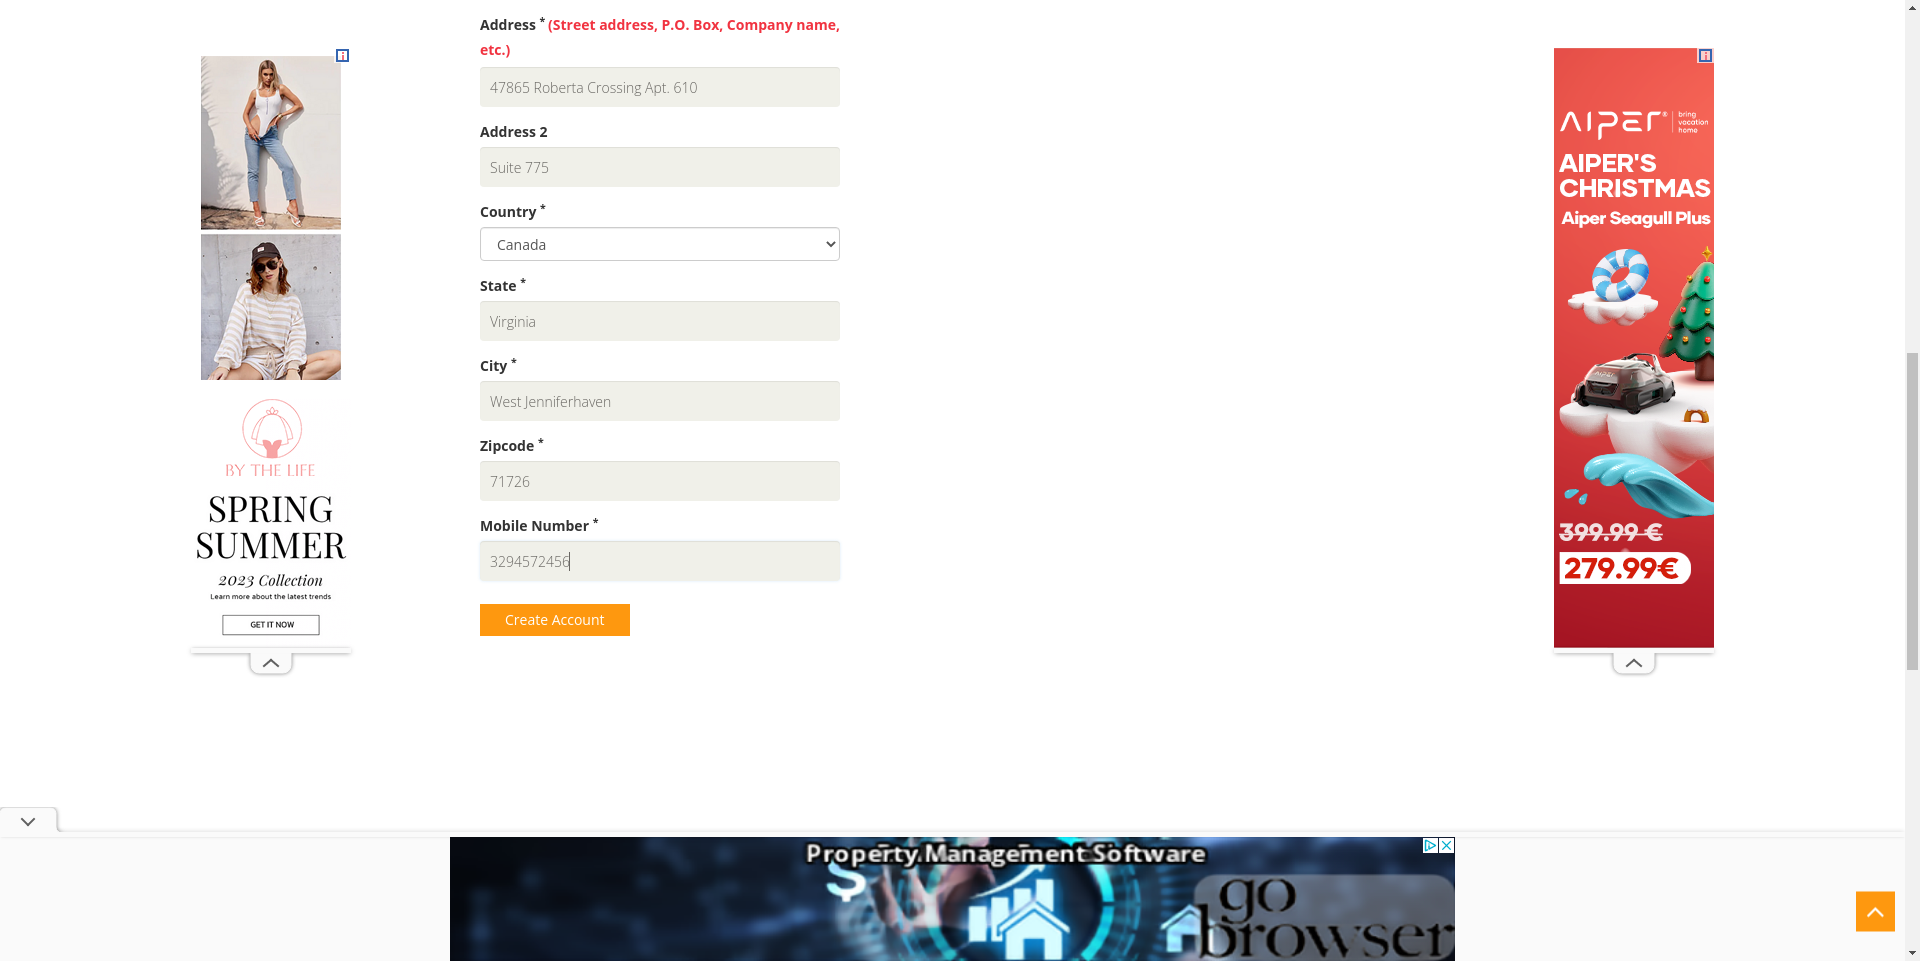 Address * (Street address, P.O. Box, Company name,
etc.)
47865 Roberta Crossing Apt. 610
Address 2
Suite 775
Country *
Canada
State *
Virginia
City *
West Jenniferhaven
Zipcode *
71726
Mobile Number *
3294572456
Create Account
BY THE LIFE
SPRING
SUMMER
2023 Collection
Learn more about the latest trends
GET IT NOW
AIPER® bring
vacation
home
AIPER'S
CHRISTMAS
Aiper Seagull Plus
AIPER
399.99 €
279.99€
Property Management Software
go
browser